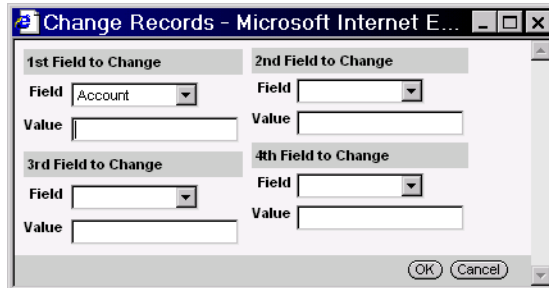 Change Records - Microsoft Internet E...
1st Field to Change
Field Account
Value
2nd Field to Change
Field
Value
3rd Field to Change
Field
Value
4th Field to Change
Field
Value
OK Cancel